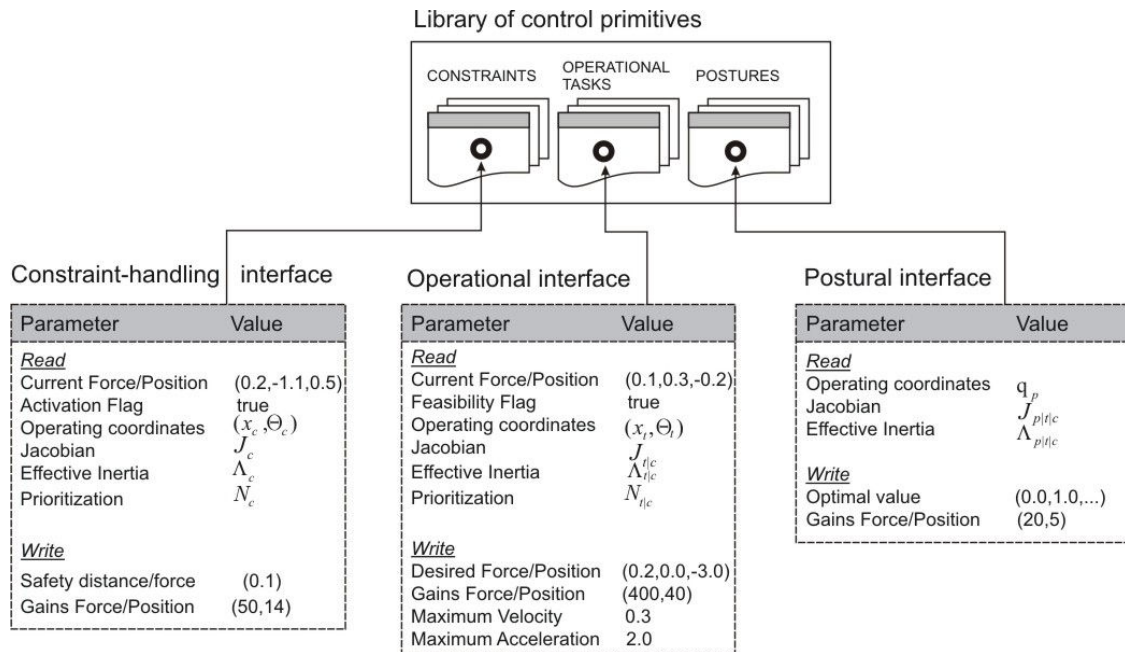 Library of control primitives
CONSTRAINTS
OPERATIONAL
TASKS
POSTURES
Constraint-handling interface
Parameter Value
Read
Current Force/Position (0.2,-1.1,0.5)
Activation Flag true
Operating coordinates (x_c,Θ_c)
Jacobian J_c
Effective Inertia Λ_c
Prioritization N_c
Write
Safety distance/force (0.1)
Gains Force/Position (50,14)
Operational interface
Parameter Value
Read
Current Force/Position (0.1,0.3,-0.2)
Feasibility Flag true
Operating coordinates (x_t,Θ_t)
Jacobian J_{t|c}
Effective Inertia Λ_{t|c}
Prioritization N_{t|c}
Write
Desired Force/Position (0.2,0.0,-3.0)
Gains Force/Position (400,40)
Maximum Velocity 0.3
Maximum Acceleration 2.0
Postural interface
Parameter Value
Read
Operating coordinates q_p
Jacobian J_{p|t|c}
Effective Inertia Λ_{p|t|c}
Write
Optimal value (0.0,1.0,...)
Gains Force/Position (20,5)